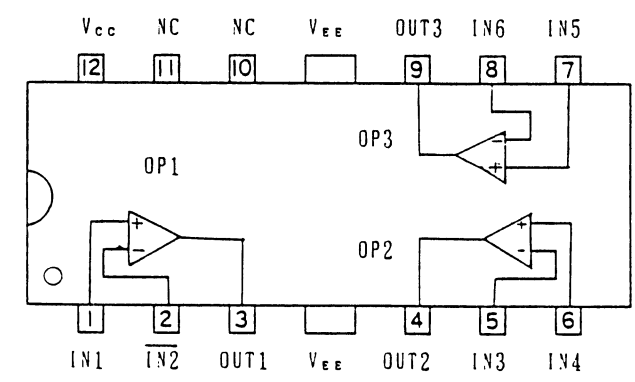 Vcc NC NC VEE OUT3 IN6 IN5
12 11 10 9 8 7
OP3
-
+
OP1
+
-
OP2
+
-
1 2 3 4 5 6
IN1 IN2 OUT1 VEE OUT2 IN3 IN4